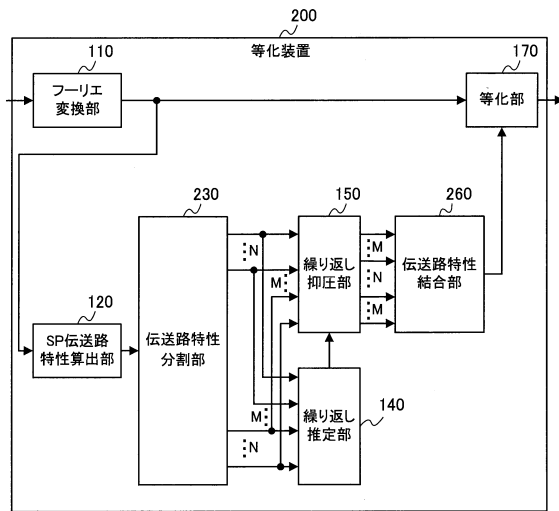 200
等化装置
110
フーリエ
変換部
170
等化部
230
150
260
N
M
繰り返し
抑圧部
M
N
M
伝送路特性
結合部
120
SP伝送路
特性算出部
伝送路特性
分割部
M
N
繰り返し
推定部
140